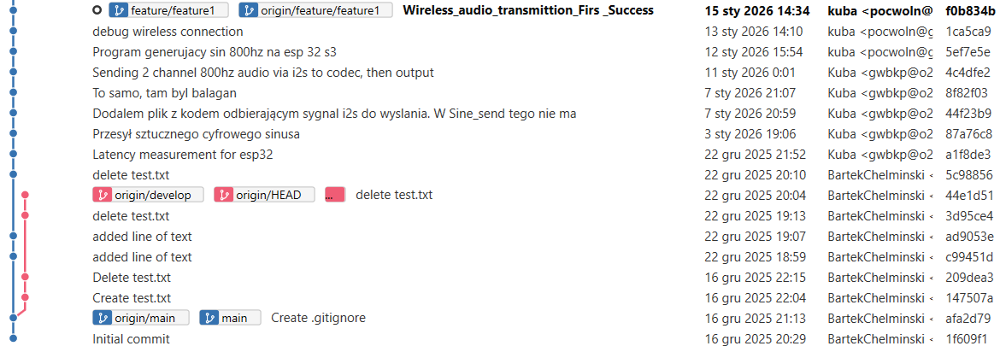 feature/feature1 origin/feature/feature1 Wireless_audio_transmittion_Firs _Success 15 sty 2026 14:34 kuba <pocwoln@ f0b834b
debug wireless connection 13 sty 2026 14:10 kuba <pocwoln@g 1ca5ca9
Program generujacy sin 800hz na esp 32 s3 12 sty 2026 15:54 kuba <pocwoln@g 5ef7e5e
Sending 2 channel 800hz audio via i2s to codec, then output 11 sty 2026 0:01 Kuba <gwbkp@o2 4c4dfe2
To samo, tam byl balagan 7 sty 2026 21:07 Kuba <gwbkp@o2 8f82f03
Dodalem plik z kodem odbierającym sygnal i2s do wyslania. W Sine_send tego nie ma 7 sty 2026 20:59 Kuba <gwbkp@o2 44f23b9
Przesył sztucznego cyfrowego sinusa 3 sty 2026 19:06 Kuba <gwbkp@o2 87a76c8
Latency measurement for esp32 22 gru 2025 21:52 Kuba <gwbkp@o2 a1f8de3
delete test.txt 22 gru 2025 20:10 BartekChelminski < 5c98856
origin/develop origin/HEAD ... delete test.txt 22 gru 2025 20:04 BartekChelminski < 44e1d51
delete test.txt 22 gru 2025 19:13 BartekChelminski < 3d95ce4
added line of text 22 gru 2025 19:07 BartekChelminski < ad9053e
added line of text 22 gru 2025 18:59 BartekChelminski < c99451d
Delete test.txt 16 gru 2025 22:15 BartekChelminski < 209dea3
Create test.txt 16 gru 2025 22:04 BartekChelminski < 147507a
origin/main main Create .gitignore 16 gru 2025 21:13 BartekChelminski < afa2d79
Initial commit 16 gru 2025 20:29 BartekChelminski < 1f609f1